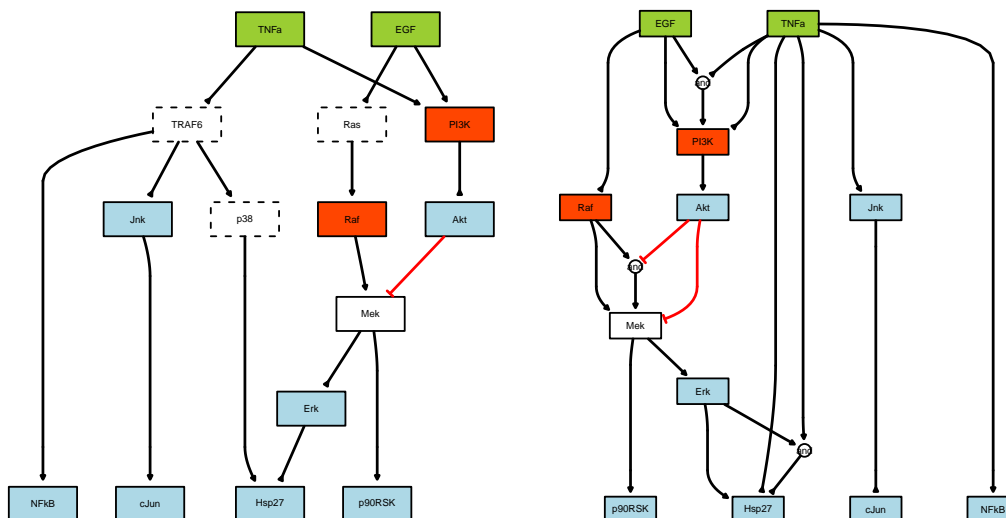 TNFa
EGF
TRAF6
Ras
PI3K
Jnk
p38
Raf
Akt
Mek
Erk
NFkB
cJun
Hsp27
p90RSK
EGF
TNFa
and
PI3K
Raf
Akt
Jnk
and
Mek
Erk
and
p90RSK
Hsp27
cJun
NFkB